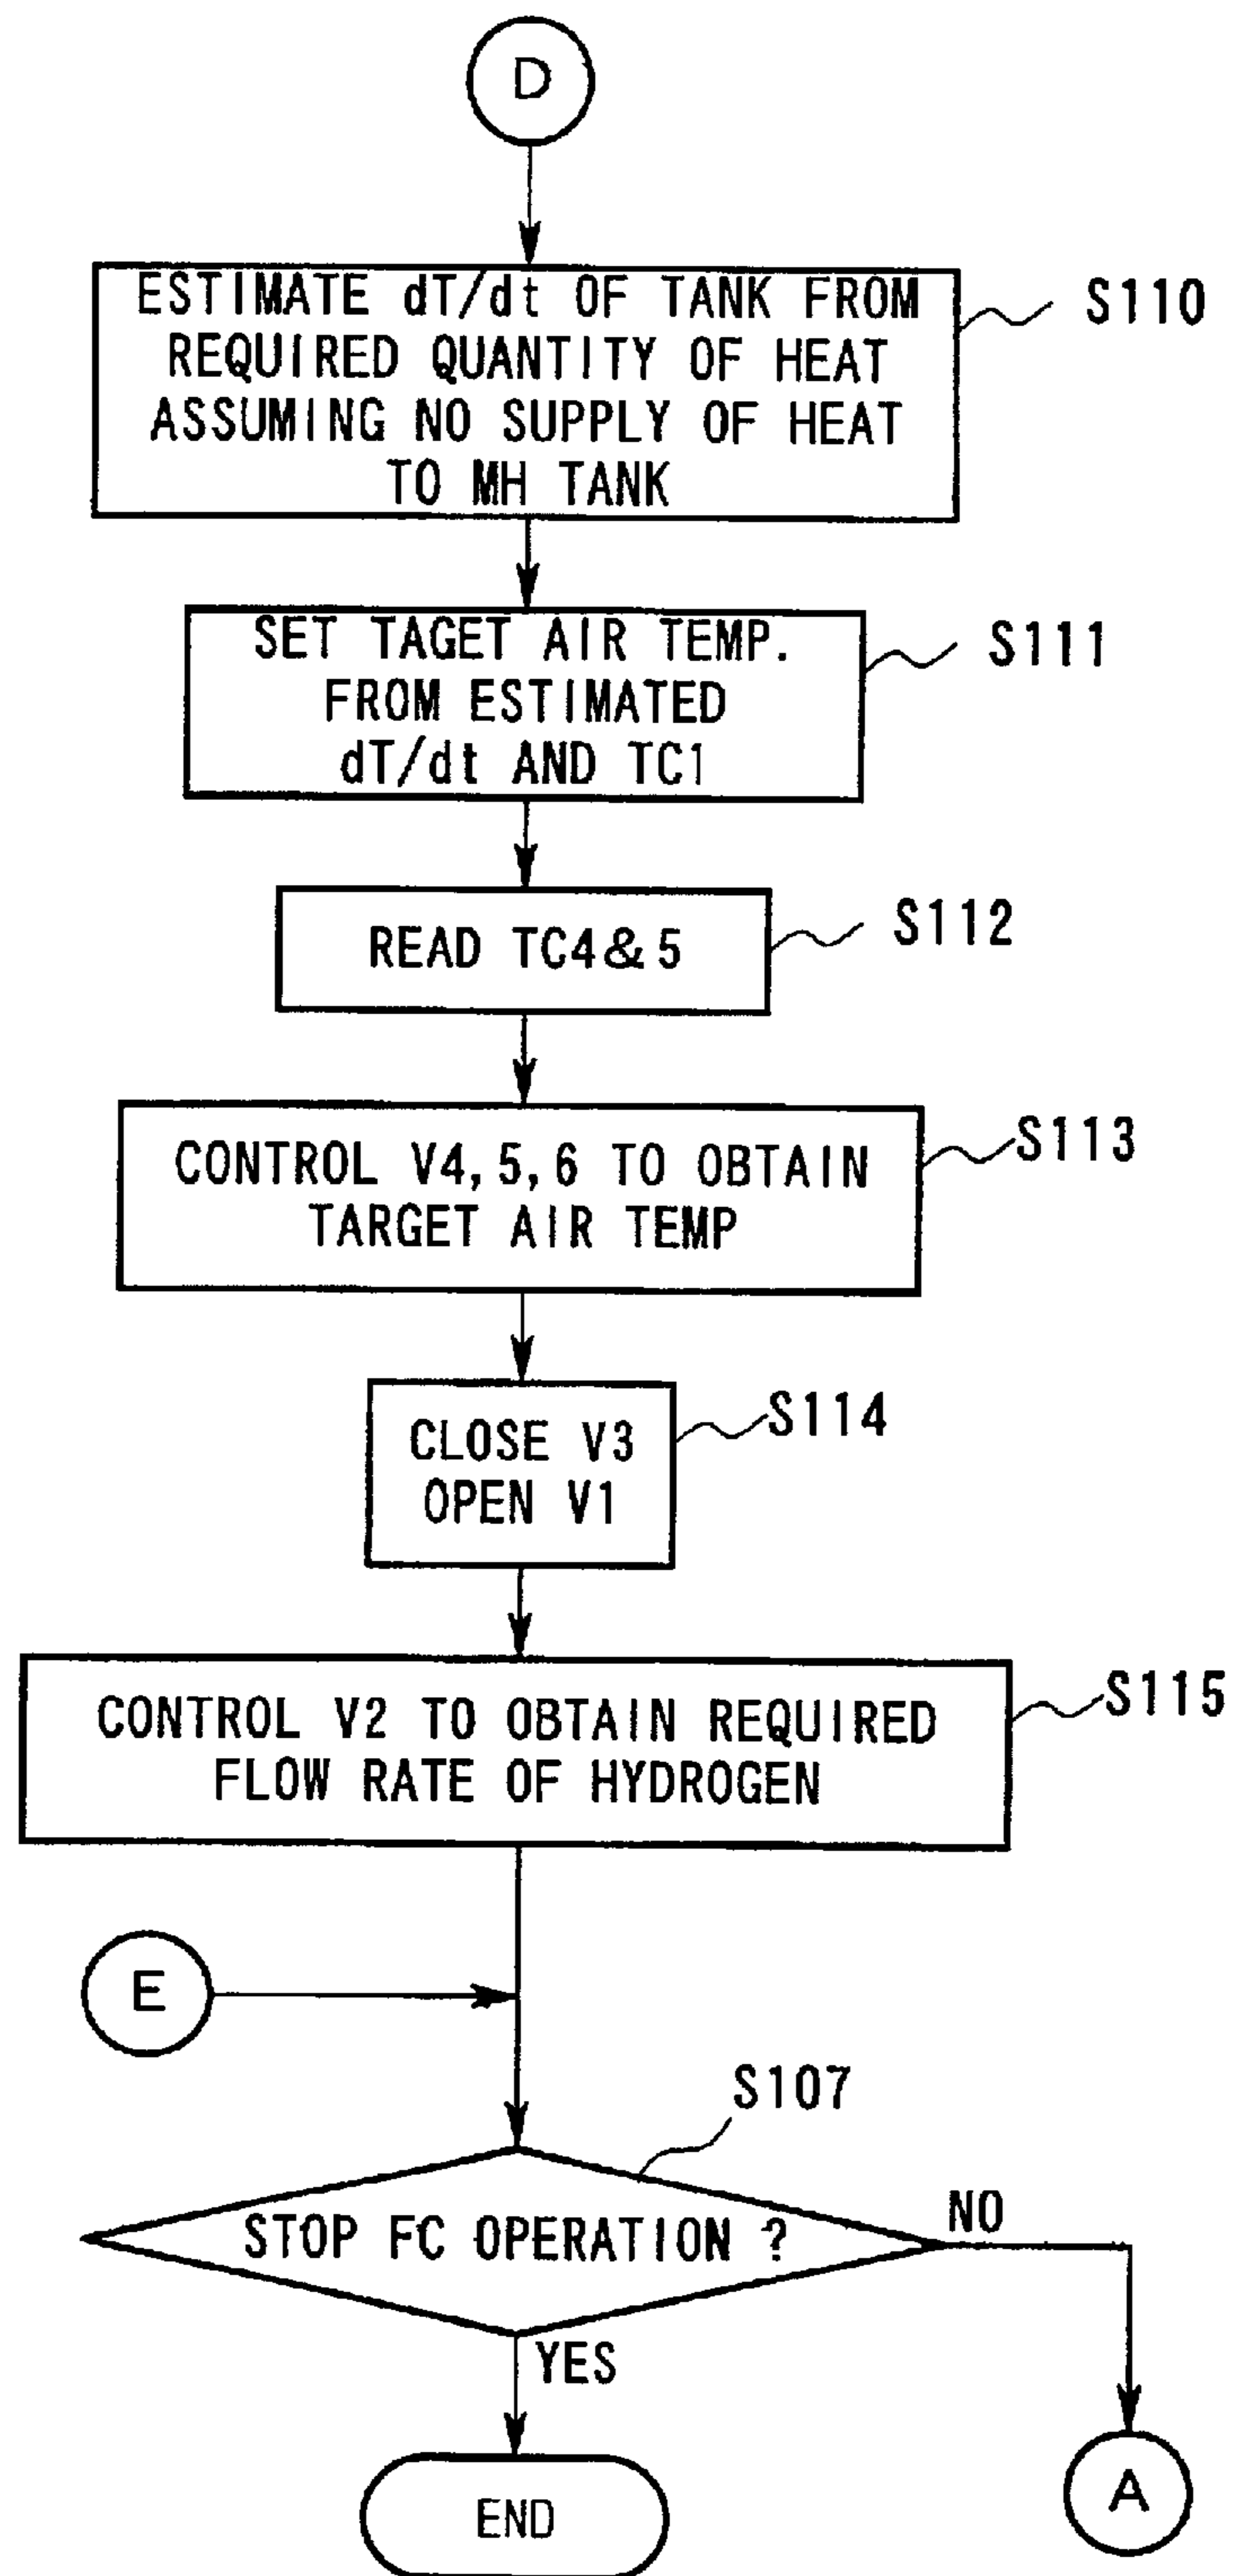 D
ESTIMATE dT/dt OF TANK FROM
REQUIRED QUANTITY OF HEAT
ASSUMING NO SUPPLY OF HEAT
TO MH TANK
S110
SET TAGET AIR TEMP.
FROM ESTIMATED
dT/dt AND TC1
S111
READ TC4&5
S112
CONTROL V4,5,6 TO OBTAIN
TARGET AIR TEMP
S113
CLOSE V3
OPEN V1
S114
CONTROL V2 TO OBTAIN REQUIRED
FLOW RATE OF HYDROGEN
S115
E
S107
STOP FC OPERATION ?
NO
YES
END
A